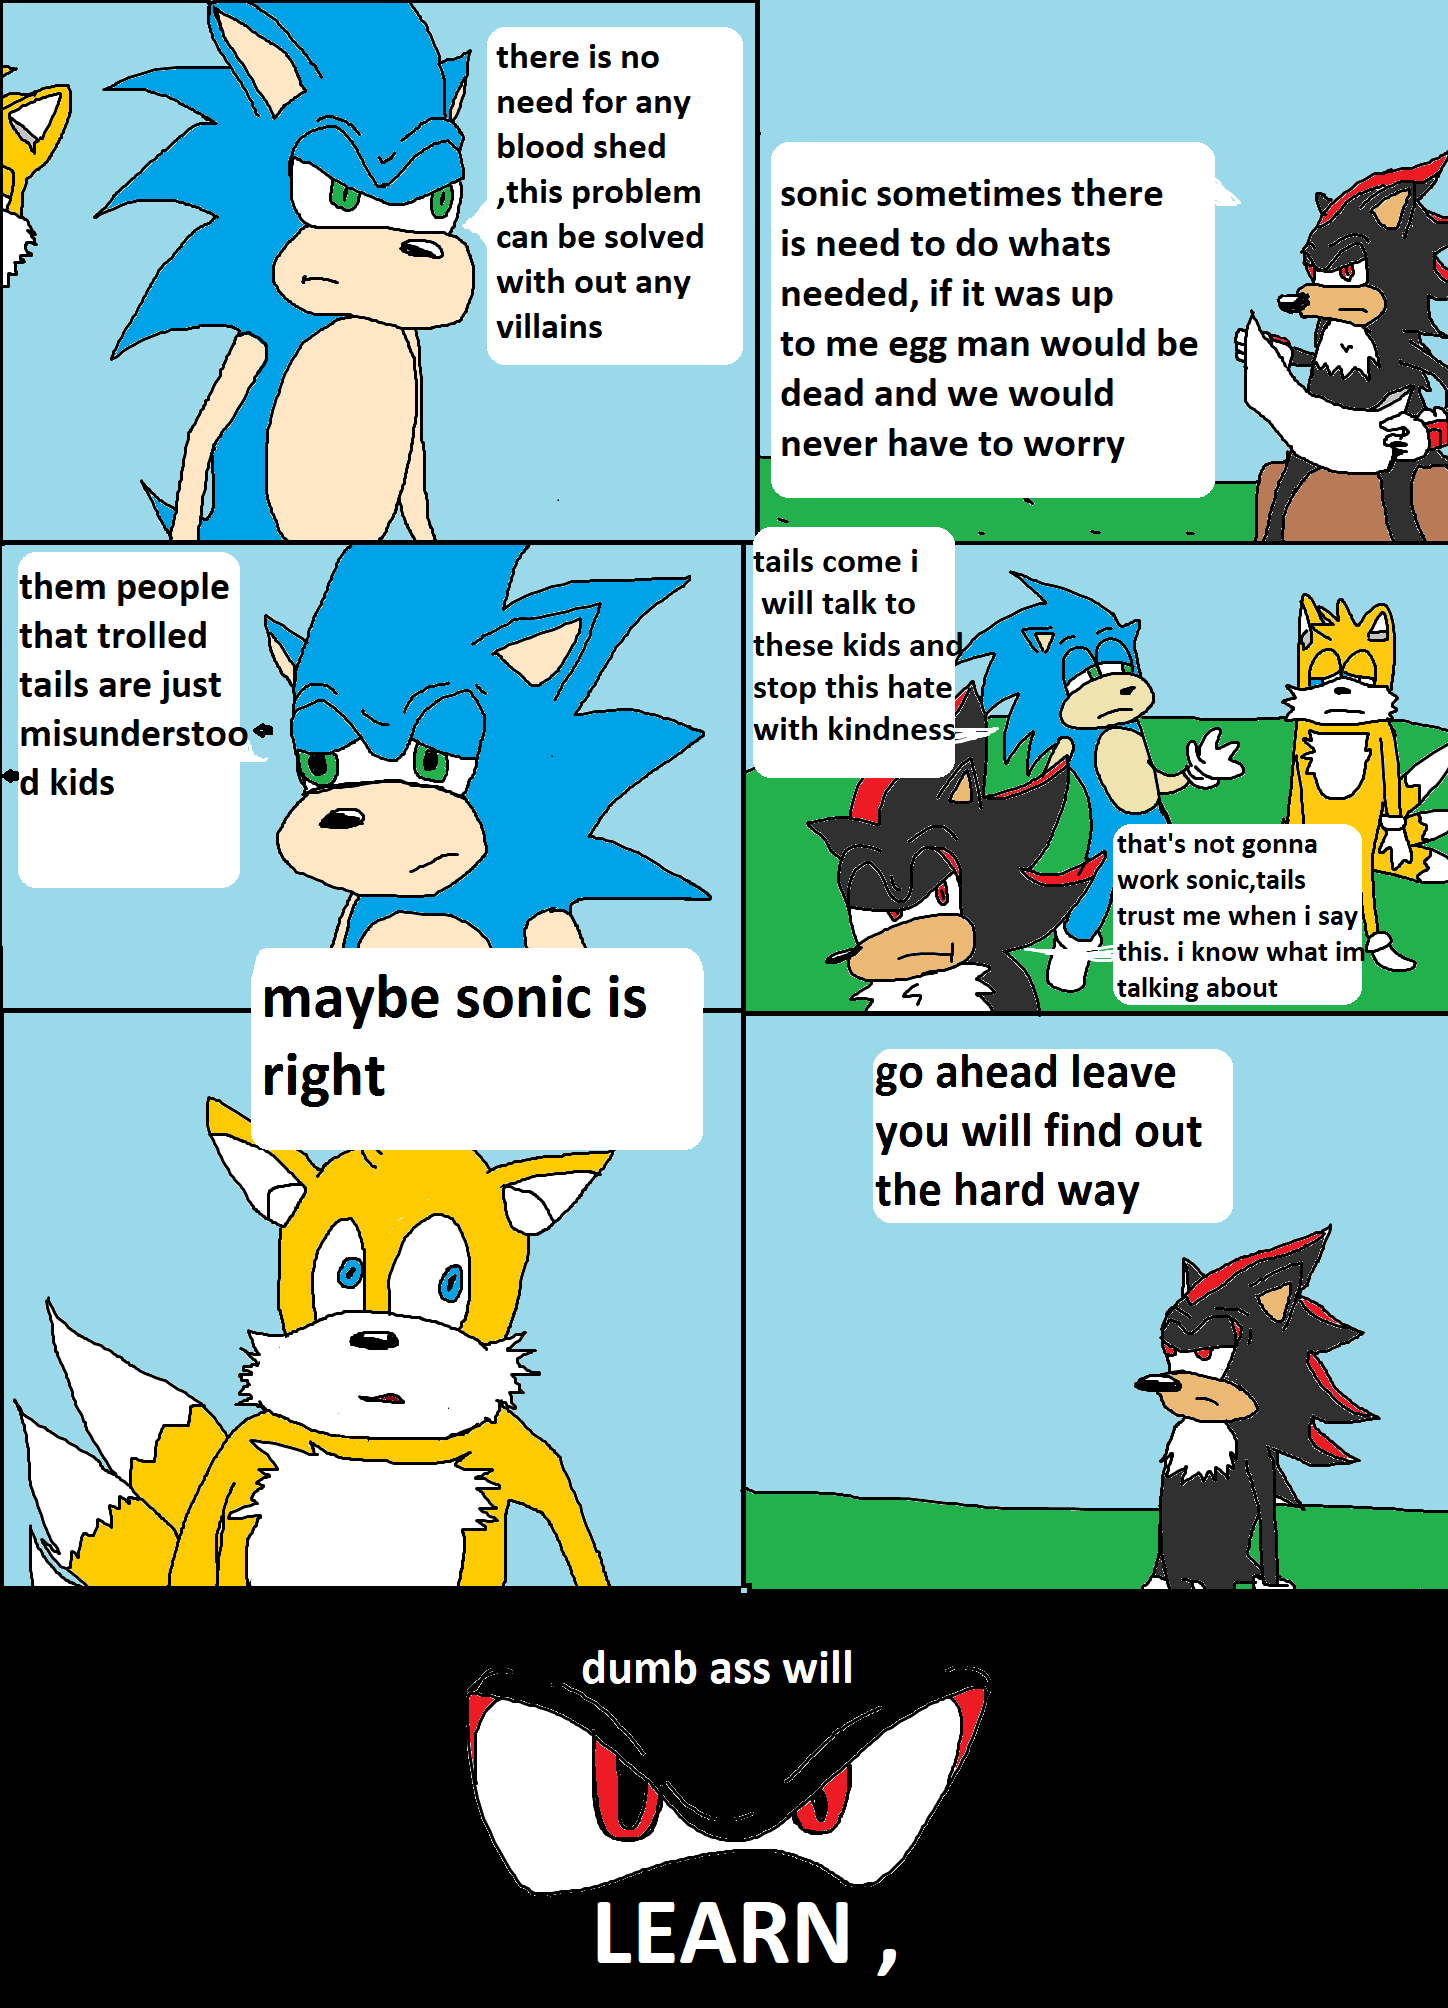 there is no
need for any
blood shed
,this problem
can be solved
with out any
villains
sonic sometimes there
is need to do whats
needed, if it was up
to me egg man would be
dead and we would
never have to worry
them people
that trolled
tails are just
misunderstoo
d kids
tails come i
will talk to
these kids and
stop this hate
with kindness
that's not gonna
work sonic,tails
trust me when i say
this. i know what im
talking about
maybe sonic is
right
go ahead leave
you will find out
the hard way
dumb ass will
LEARN ,